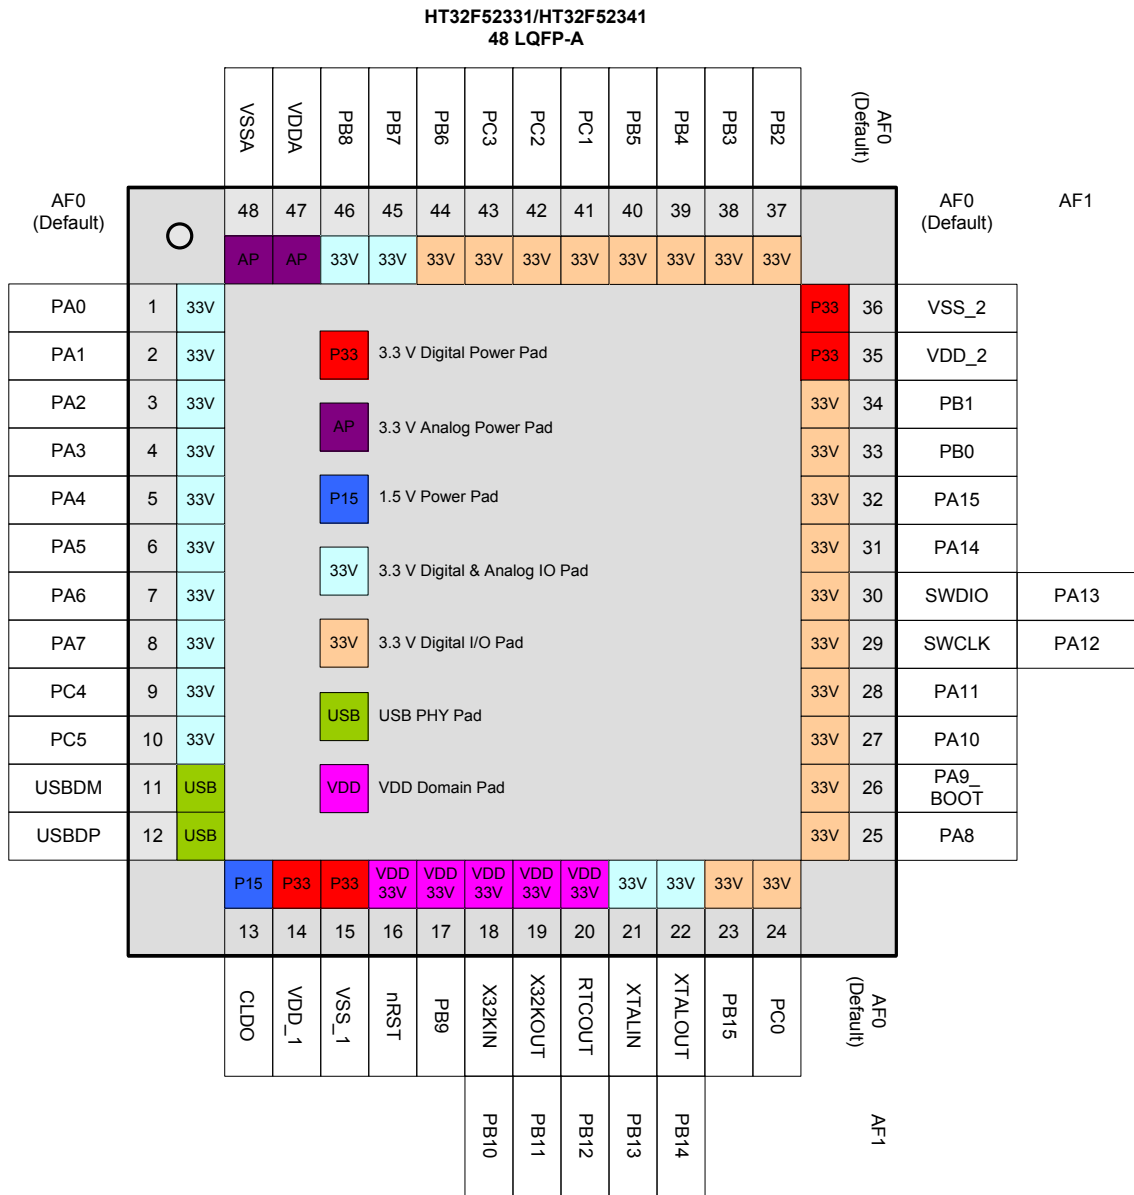 HT32F52331/HT32F52341
48 LQFP-A
VSSA VDDA PB8 PB7 PB6 PC3 PC2 PC1 PB5 PB4 PB3 PB2 AF0 (Default)
AF0 (Default) 48 47 46 45 44 43 42 41 40 39 38 37 AF0 (Default) AF1
AP AP 33V 33V 33V 33V 33V 33V 33V 33V 33V 33V
PA0 1 33V P33 36 VSS_2
PA1 2 33V P33 3.3 V Digital Power Pad P33 35 VDD_2
PA2 3 33V 33V 34 PB1
AP 3.3 V Analog Power Pad
PA3 4 33V 33V 33 PB0
PA4 5 33V P15 1.5 V Power Pad 33V 32 PA15
PA5 6 33V 33V 31 PA14
33V 3.3 V Digital & Analog IO Pad
PA6 7 33V 33V 30 SWDIO PA13
PA7 8 33V 33V 3.3 V Digital I/O Pad 33V 29 SWCLK PA12
PC4 9 33V 33V 28 PA11
USB USB PHY Pad
PC5 10 33V 33V 27 PA10
USBDM 11 USB VDD VDD Domain Pad 33V 26 PA9_ BOOT
USBDP 12 USB 33V 25 PA8
P15 P33 P33 VDD 33V VDD 33V VDD 33V VDD 33V VDD 33V 33V 33V 33V 33V
13 14 15 16 17 18 19 20 21 22 23 24
CLDO VDD_1 VSS_1 nRST PB9 X32KIN X32KOUT RTCOUT XTALIN XTALOUT PB15 PC0 AF0 (Default)
PB10 PB11 PB12 PB13 PB14 AF1